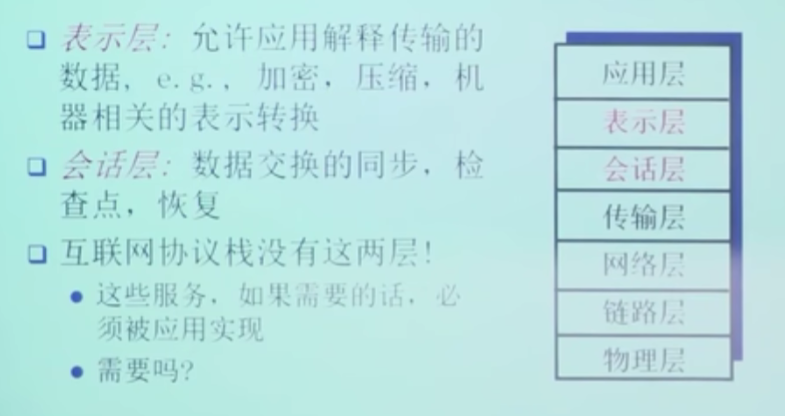 表示层: 允许应用解释传输的
数据, e.g., 加密, 压缩, 机
器相关的表示转换
会话层: 数据交换的同步, 检
查点, 恢复
互联网协议栈没有这两层!
这些服务, 如果需要的话, 必
须被应用实现
需要吗?
应用层
表示层
会话层
传输层
网络层
链路层
物理层